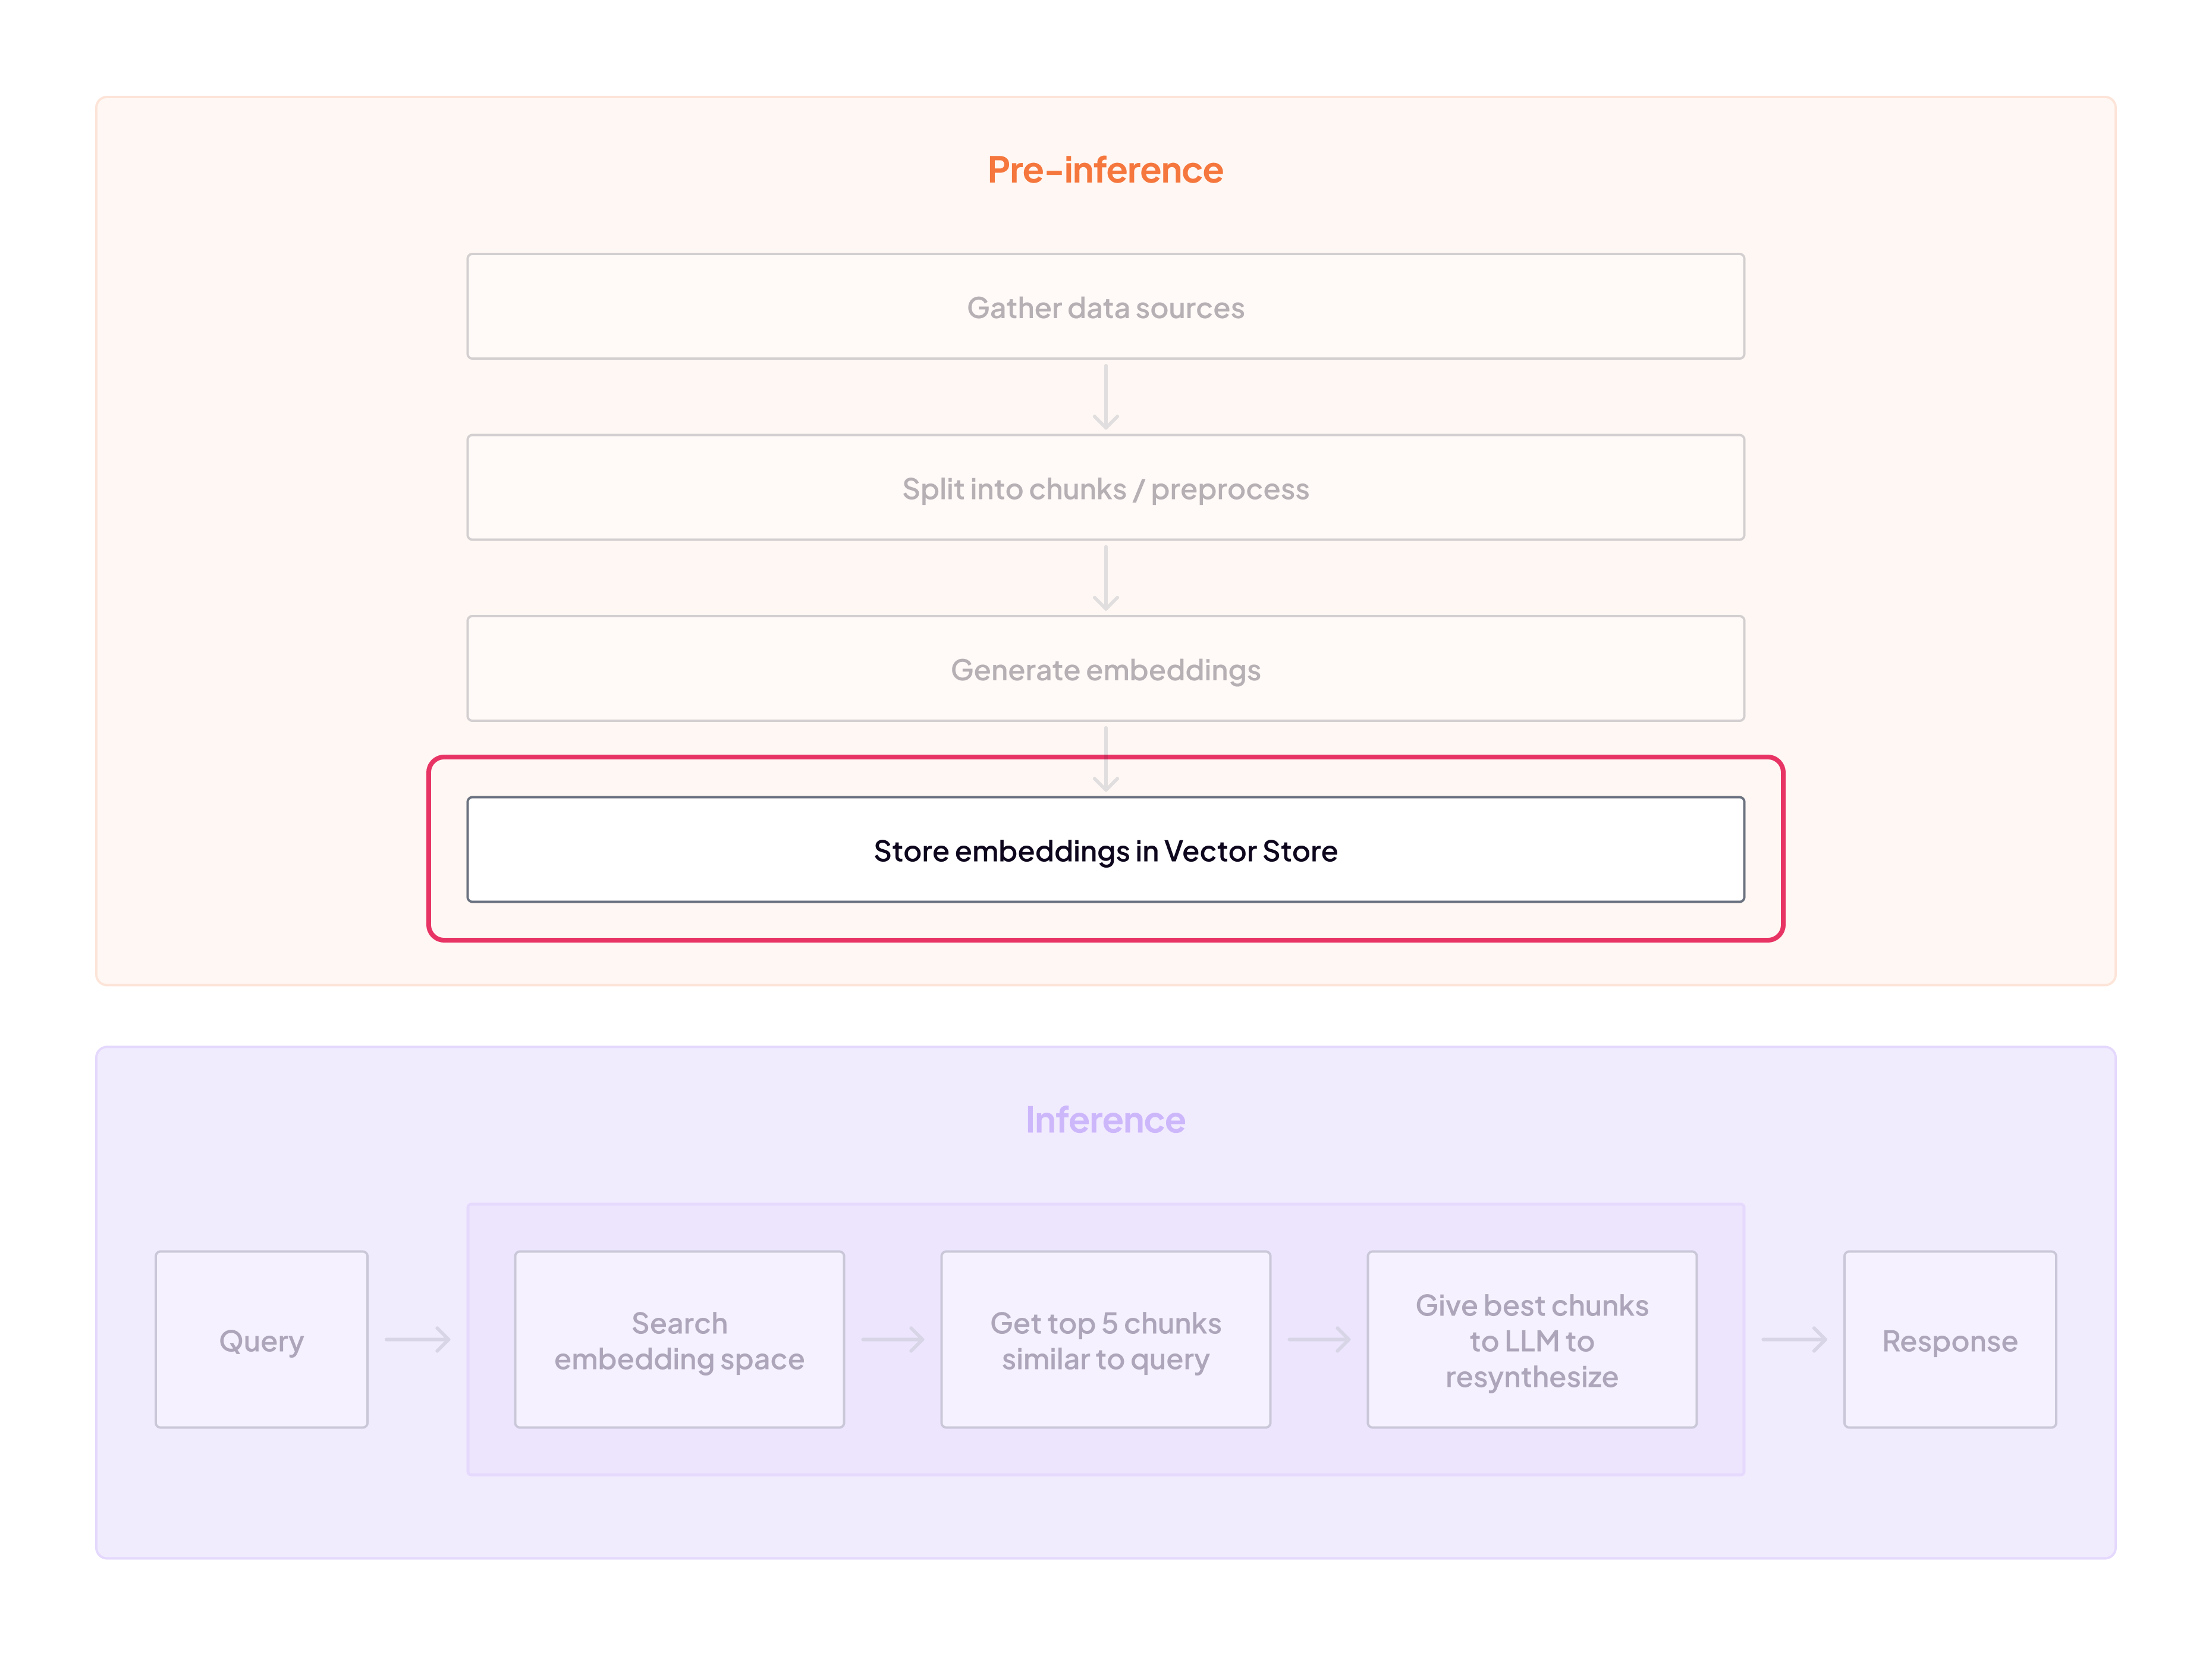 Pre-inference
Gather data sources
Split into chunks / preprocess
Generate embeddings
Store embeddings in Vector Store
Inference
Query
Search
embedding space
Get top 5 chunks
similar to query
Give best chunks
to LLM to
resynthesize
Response